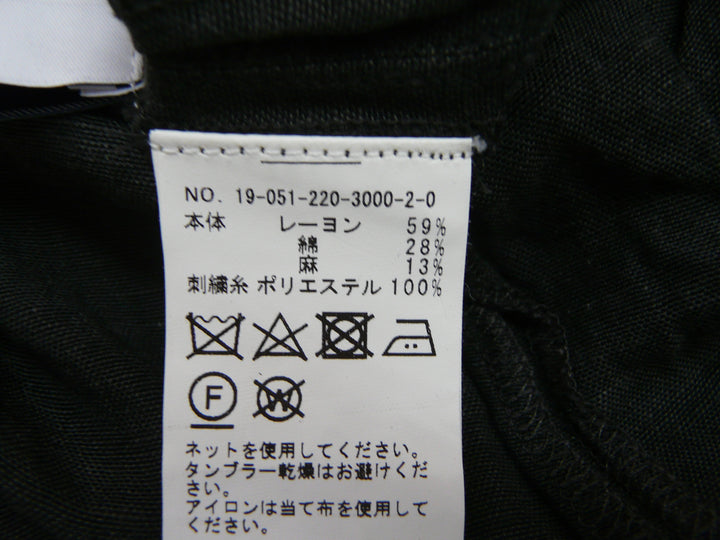 NO. 19-051-220-3000-2-0
本体 レーヨン 59%
綿 28%
麻 13%
刺繍糸 ポリエステル 100%
F W
ネットを使用してください。
タンブラー乾燥はお避けくだ
さい。
アイロンは当て布を使用して
ください。